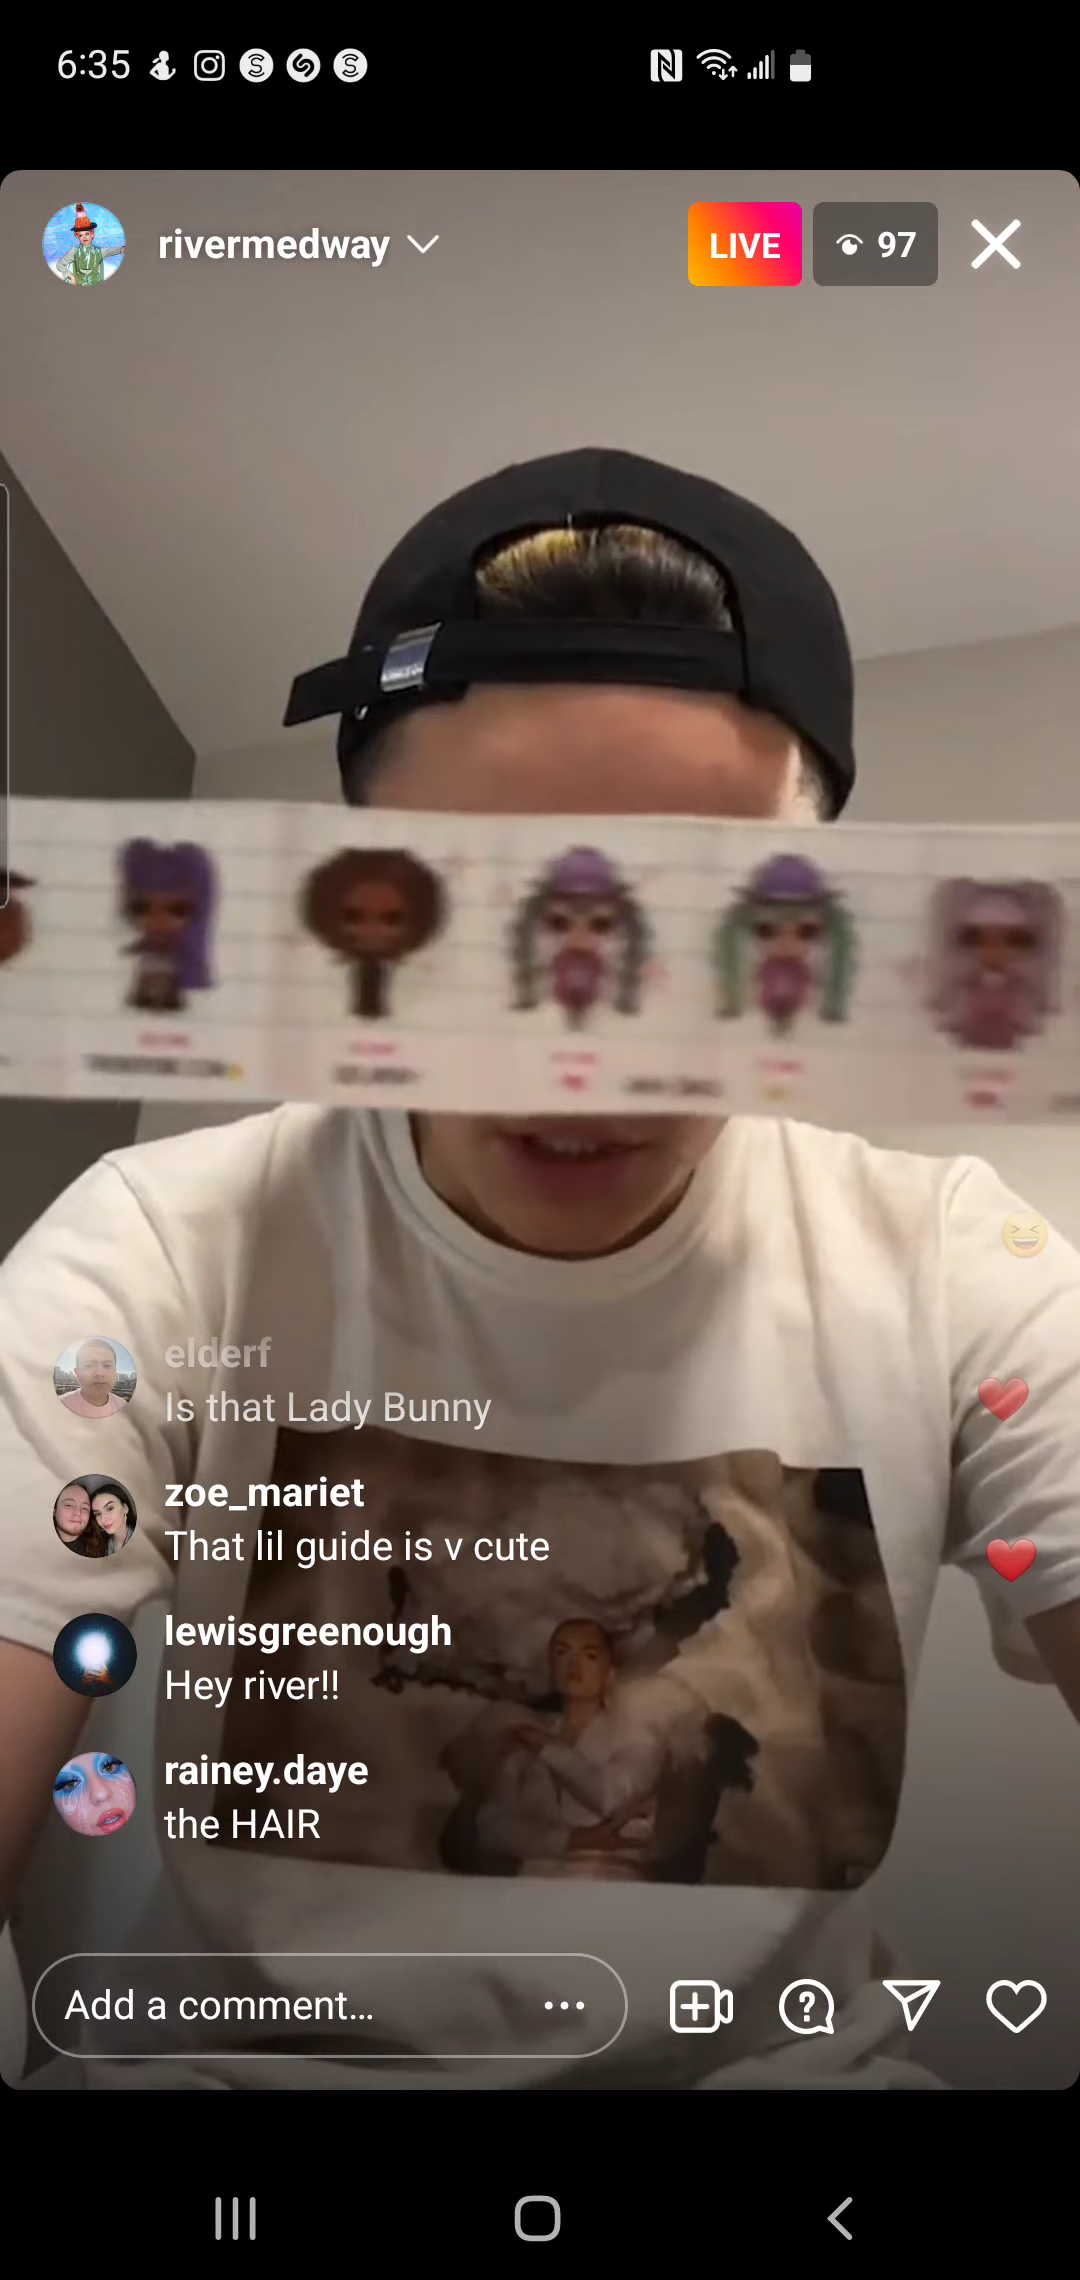 6:35
rivermedway
LIVE
97
elderf
Is that Lady Bunny
zoe_mariet
That lil guide is v cute
lewisgreenough
Hey river!!
rainey.daye
the HAIR
Add a comment...